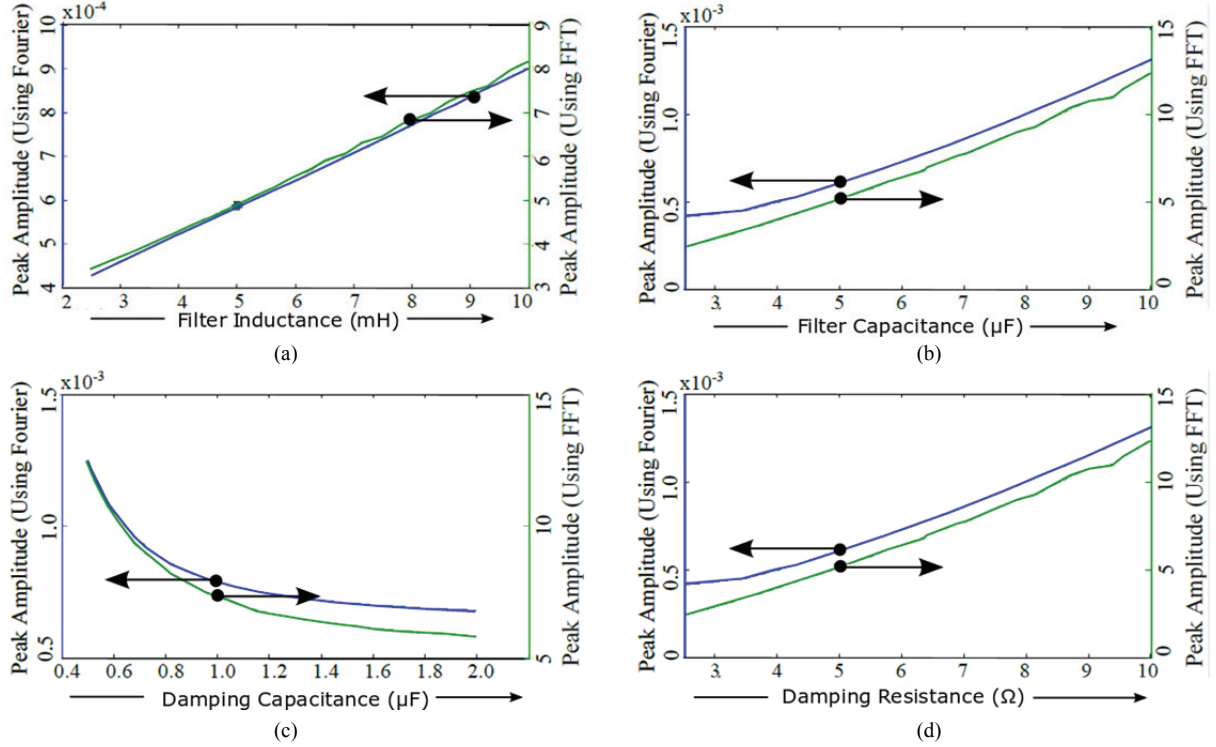 x10-4
10
9
8
7
6
5
4
Peak Amplitude (Using Fourier)
9
8
7
6
5
4
3
Peak Amplitude (Using FFT)
2 3 4 5 6 7 8 9 10
Filter Inductance (mH)
(a)
x10-3
1.5
1.0
0.5
0
Peak Amplitude (Using Fourier)
15
10
5
0
Peak Amplitude (Using FFT)
3 4 5 6 7 8 9 10
Filter Capacitance (µF)
(b)
x10-3
1.5
1.0
0.5
Peak Amplitude (Using Fourier)
15
10
5
Peak Amplitude (Using FFT)
0.4 0.6 0.8 1.0 1.2 1.4 1.6 1.8 2.0
Damping Capacitance (µF)
(c)
x10-3
1.5
1.0
0.5
0
Peak Amplitude (Using Fourier)
15
10
5
0
Peak Amplitude (Using FFT)
3 4 5 6 7 8 9 10
Damping Resistance (Ω)
(d)